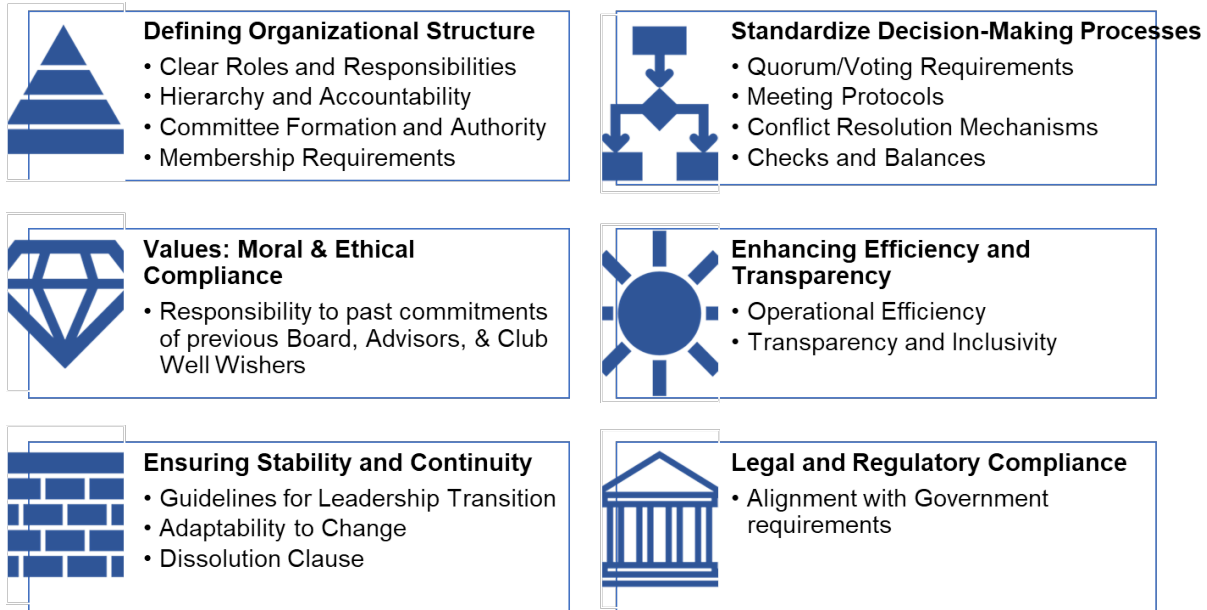 Defining Organizational Structure
• Clear Roles and Responsibilities
• Hierarchy and Accountability
• Committee Formation and Authority
• Membership Requirements
Standardize Decision-Making Processes
• Quorum/Voting Requirements
• Meeting Protocols
• Conflict Resolution Mechanisms
• Checks and Balances
Values: Moral & Ethical
Compliance
• Responsibility to past commitments
of previous Board, Advisors, & Club
Well Wishers
Enhancing Efficiency and
Transparency
• Operational Efficiency
• Transparency and Inclusivity
Ensuring Stability and Continuity
• Guidelines for Leadership Transition
• Adaptability to Change
• Dissolution Clause
Legal and Regulatory Compliance
• Alignment with Government
requirements